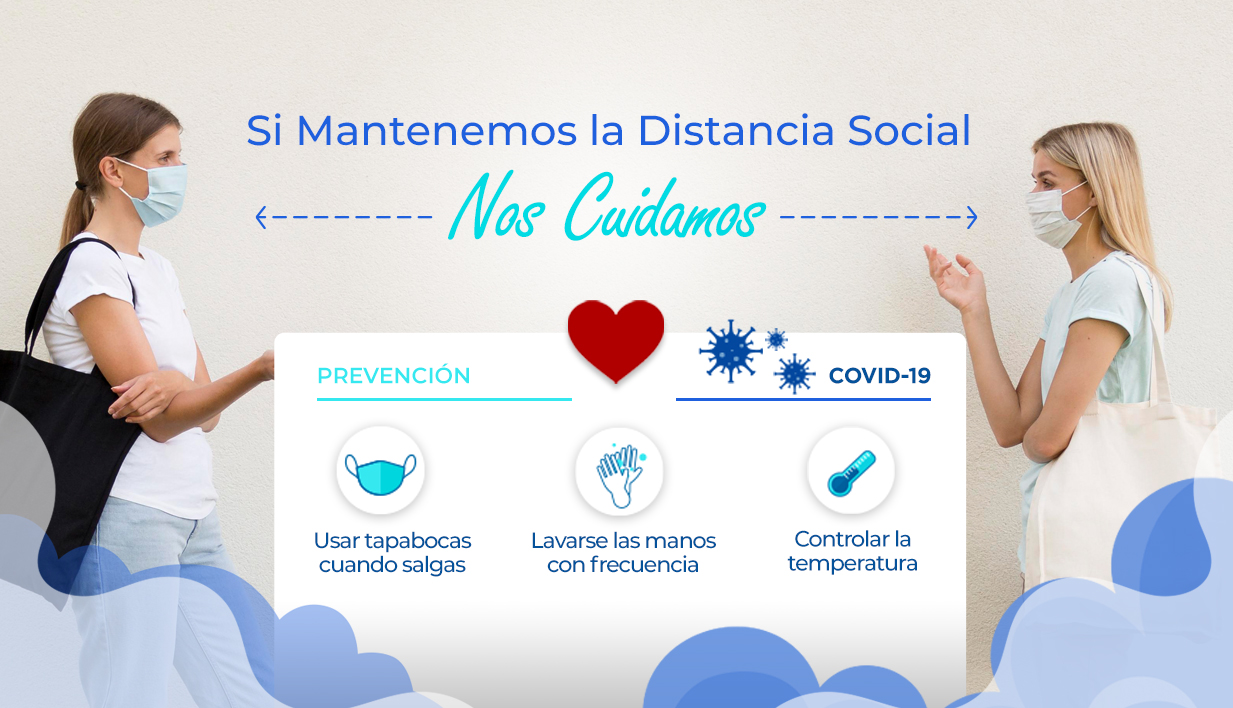 Si Mantenemos la Distancia Social
Nos Cuidamos
PREVENCIÓN
COVID-19
Usar tapabocas
cuando salgas
Lavarse las manos
con frecuencia
Controlar la
temperatura